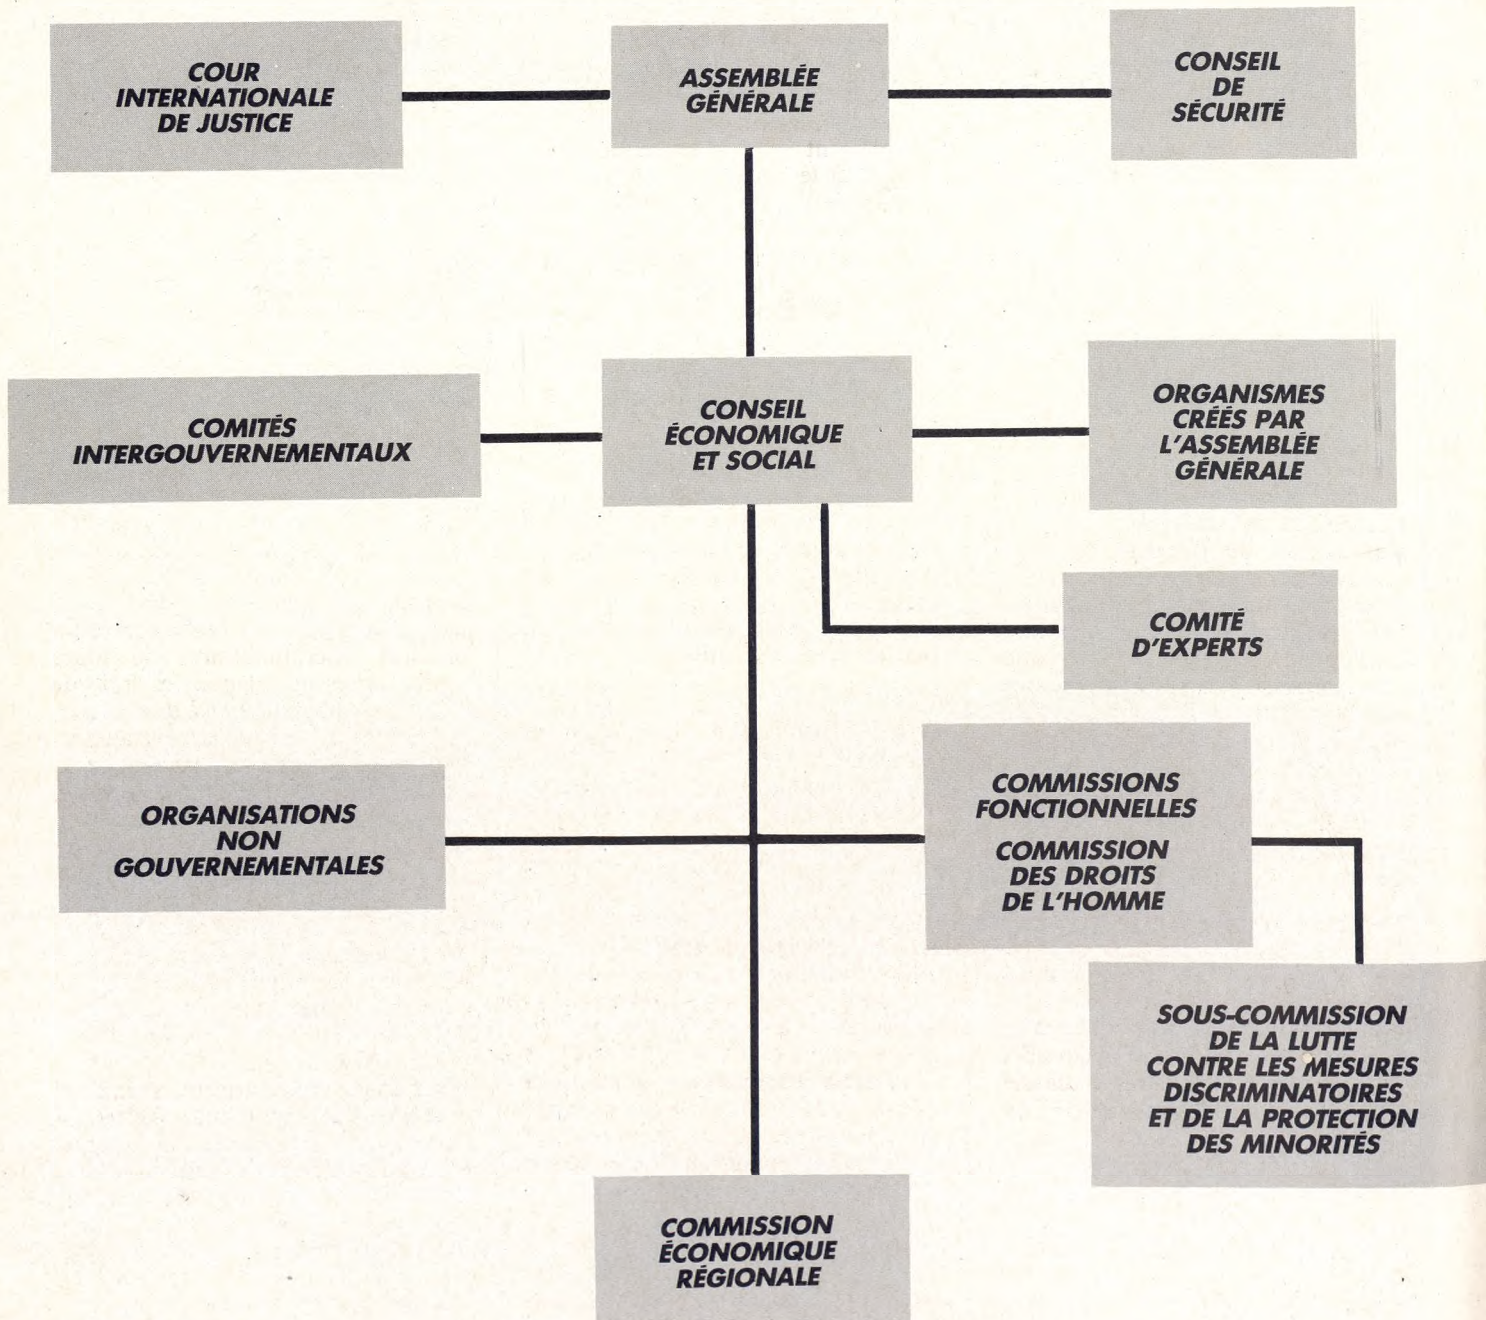 COUR
INTERNATIONALE
DE JUSTICE
ASSEMBLÉE
GÉNÉRALE
CONSEIL
DE
SÉCURITÉ
COMITÉS
INTERGOUVERNEMENTAUX
CONSEIL
ÉCONOMIQUE
ET SOCIAL
ORGANISMES
CRÉÉS PAR
L'ASSEMBLÉE
GÉNÉRALE
COMITÉ
D'EXPERTS
ORGANISATIONS
NON
GOUVERNEMENTALES
COMMISSIONS
FONCTIONNELLES
COMMISSION
DES DROITS
DE L'HOMME
SOUS-COMMISSION
DE LA LUTTE
CONTRE LES MESURES
DISCRIMINATOIRES
ET DE LA PROTECTION
DES MINORITÉS
COMMISSION
ÉCONOMIQUE
RÉGIONALE